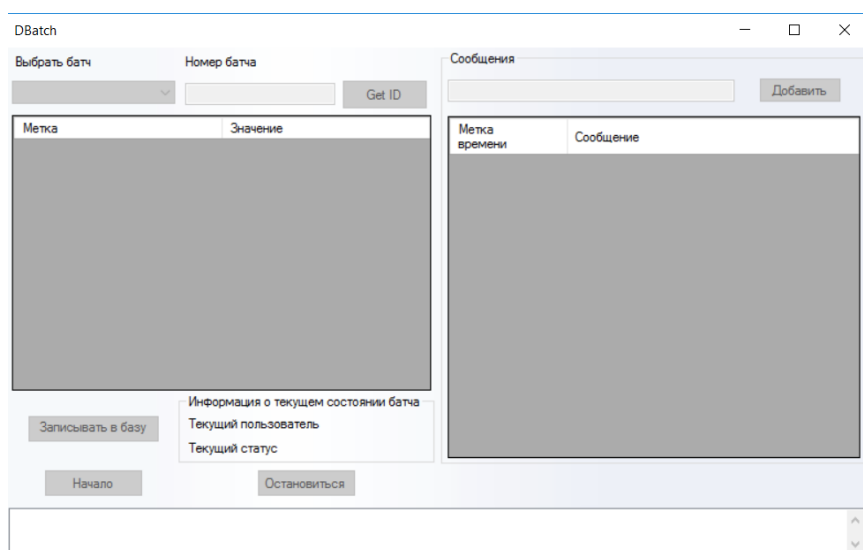 DBatch
Выбрать батч
Номер батча
Get ID
Метка
Значение
Записывать в базу
Информация о текущем состоянии батча
Текущий пользователь
Текущий статус
Начало
Остановиться
Сообщения
Добавить
Метка
времени
Сообщение